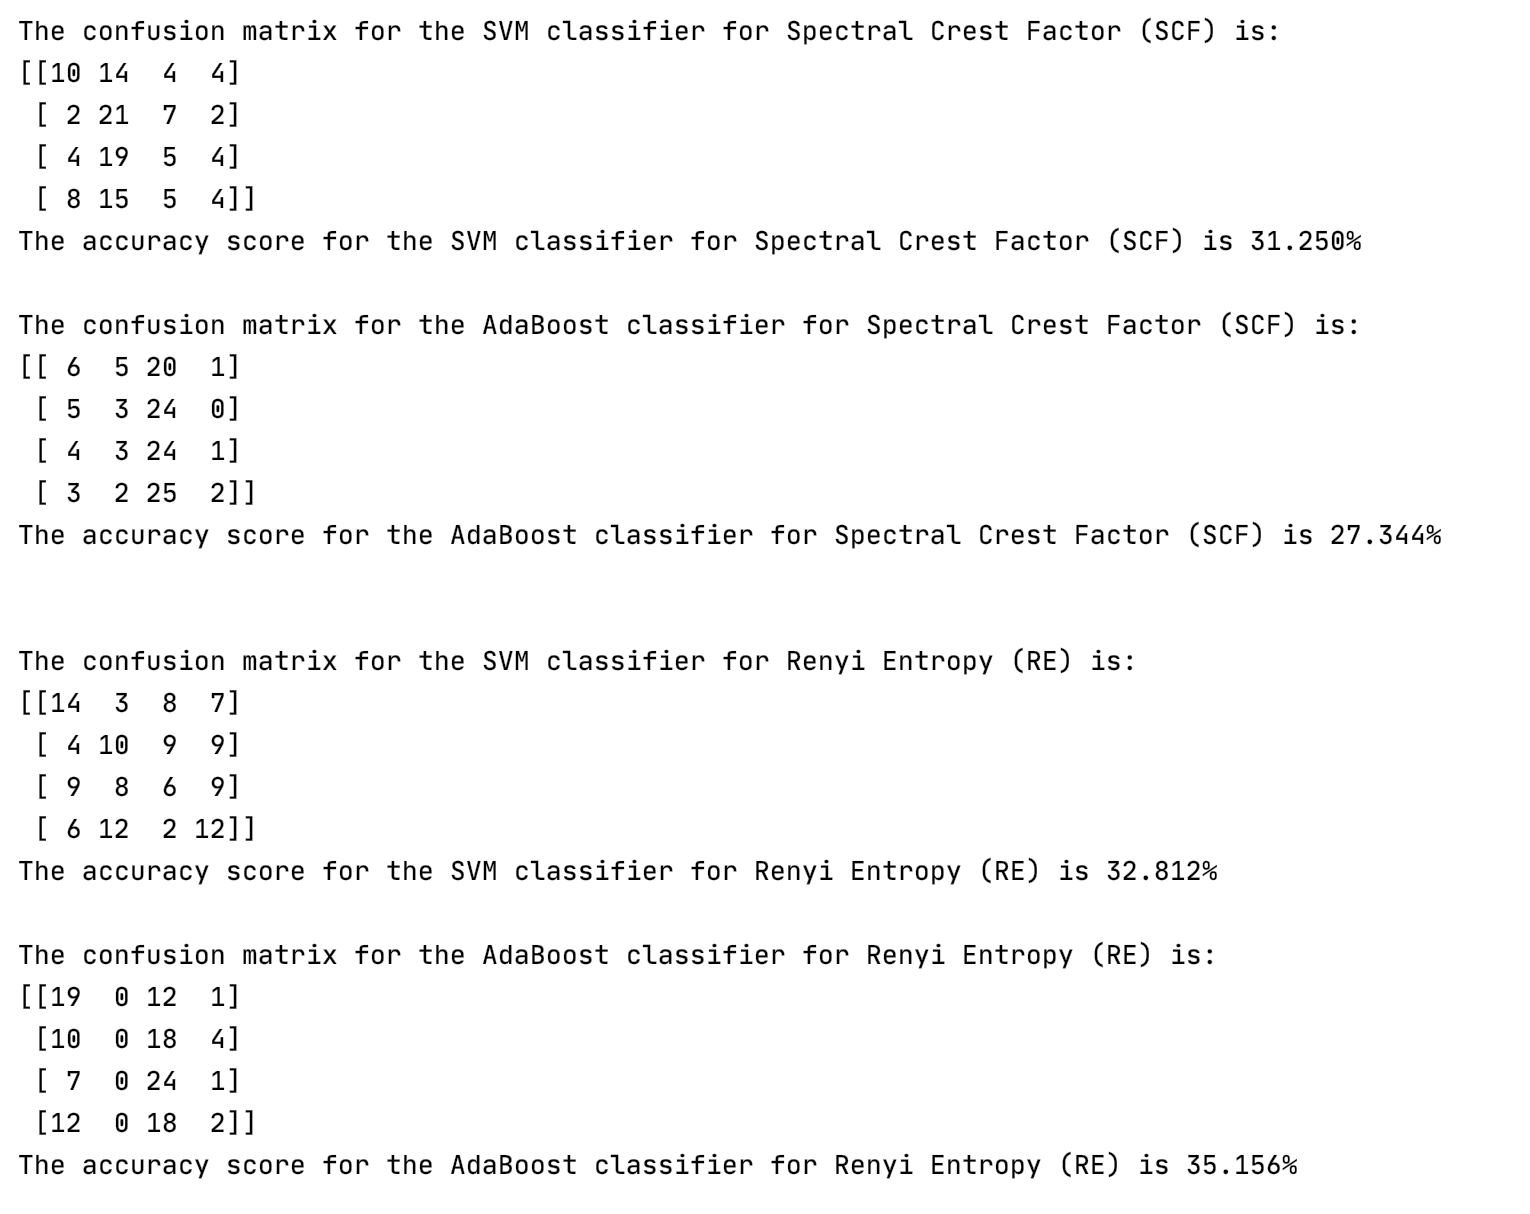 The confusion matrix for the SVM classifier for Spectral Crest Factor (SCF) is:
[[10 14  4  4]
 [ 2 21  7  2]
 [ 4 19  5  4]
 [ 8 15  5  4]]
The accuracy score for the SVM classifier for Spectral Crest Factor (SCF) is 31.250%
The confusion matrix for the AdaBoost classifier for Spectral Crest Factor (SCF) is:
[[ 6  5 20  1]
 [ 5  3 24  0]
 [ 4  3 24  1]
 [ 3  2 25  2]]
The accuracy score for the AdaBoost classifier for Spectral Crest Factor (SCF) is 27.344%
The confusion matrix for the SVM classifier for Renyi Entropy (RE) is:
[[14  3  8  7]
 [ 4 10  9  9]
 [ 9  8  6  9]
 [ 6 12  2 12]]
The accuracy score for the SVM classifier for Renyi Entropy (RE) is 32.812%
The confusion matrix for the AdaBoost classifier for Renyi Entropy (RE) is:
[[19  0 12  1]
 [10  0 18  4]
 [ 7  0 24  1]
 [12  0 18  2]]
The accuracy score for the AdaBoost classifier for Renyi Entropy (RE) is 35.156%